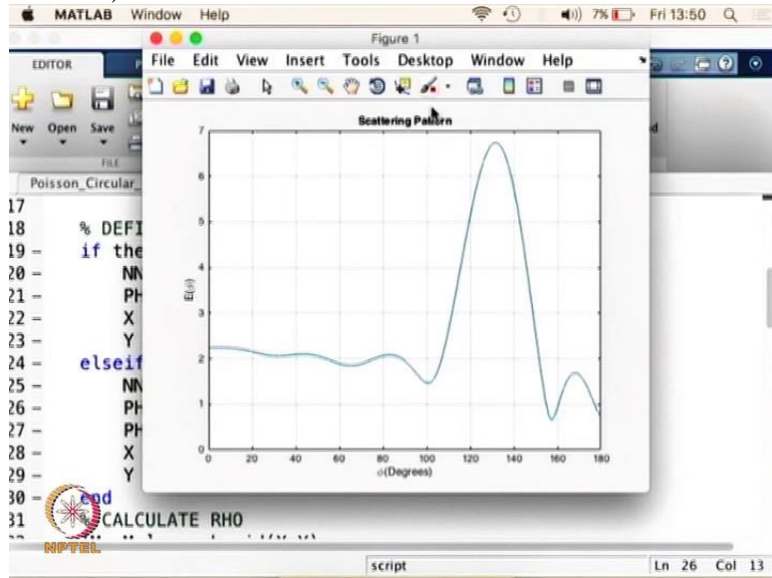 MATLAB Window Help 7% Fri 13:50
Figure 1
EDITOR
File Edit View Insert Tools Desktop Window Help
New Open Save
FILE
Poisson_Circular_
Scattering Pattern
7
6
5
4
3
2
1
0
E(ϕ)
0 20 40 60 80 100 120 140 160 180
ϕ(Degrees)
17
18 % DEFI
19 – if the
20 – NN
21 – PH
22 – X
23 – Y
24 – elseif
25 – NN
26 – PH
27 – PH
28 – X
29 – Y
30 – end
31 % CALCULATE RHO
NPTEL
script Ln 26 Col 13